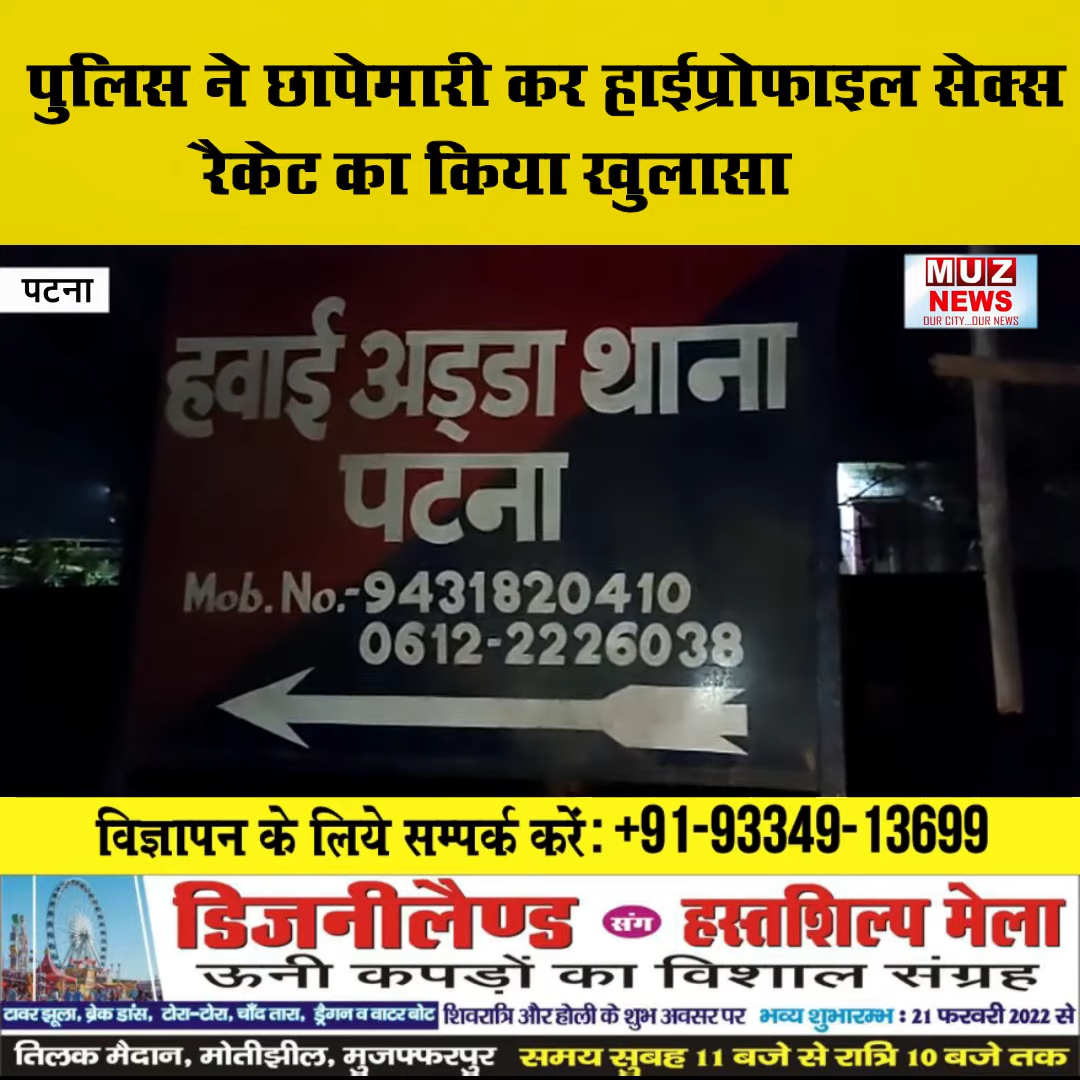 पुलिस ने छापेमारी कर हाईप्रोफाइल सेक्स
रैकेट का किया खुलासा
पटना
MUZ
NEWS
OUR CITY...OUR NEWS
हवाई अड्डा थाना
पटना
Mob. No.-9431820410
0612-2226038
विज्ञापन के लिये सम्पर्क करें: +91-93349-13699
डिजनीलैण्ड संग हस्तशिल्प मेला
ऊनी कपड़ों का विशाल संग्रह
टावर झूला, ब्रेक डांस, टोरा-टोरा, चाँद तारा, ड्रैगन व वाटर बोट शिवरात्रि और होली के शुभ अवसर पर भव्य शुभारम्भ : 21 फरवरी 2022 से
तिलक मैदान, मोतीझील, मुजफ्फरपुर समय सुबह 11 बजे से रात्रि 10 बजे तक